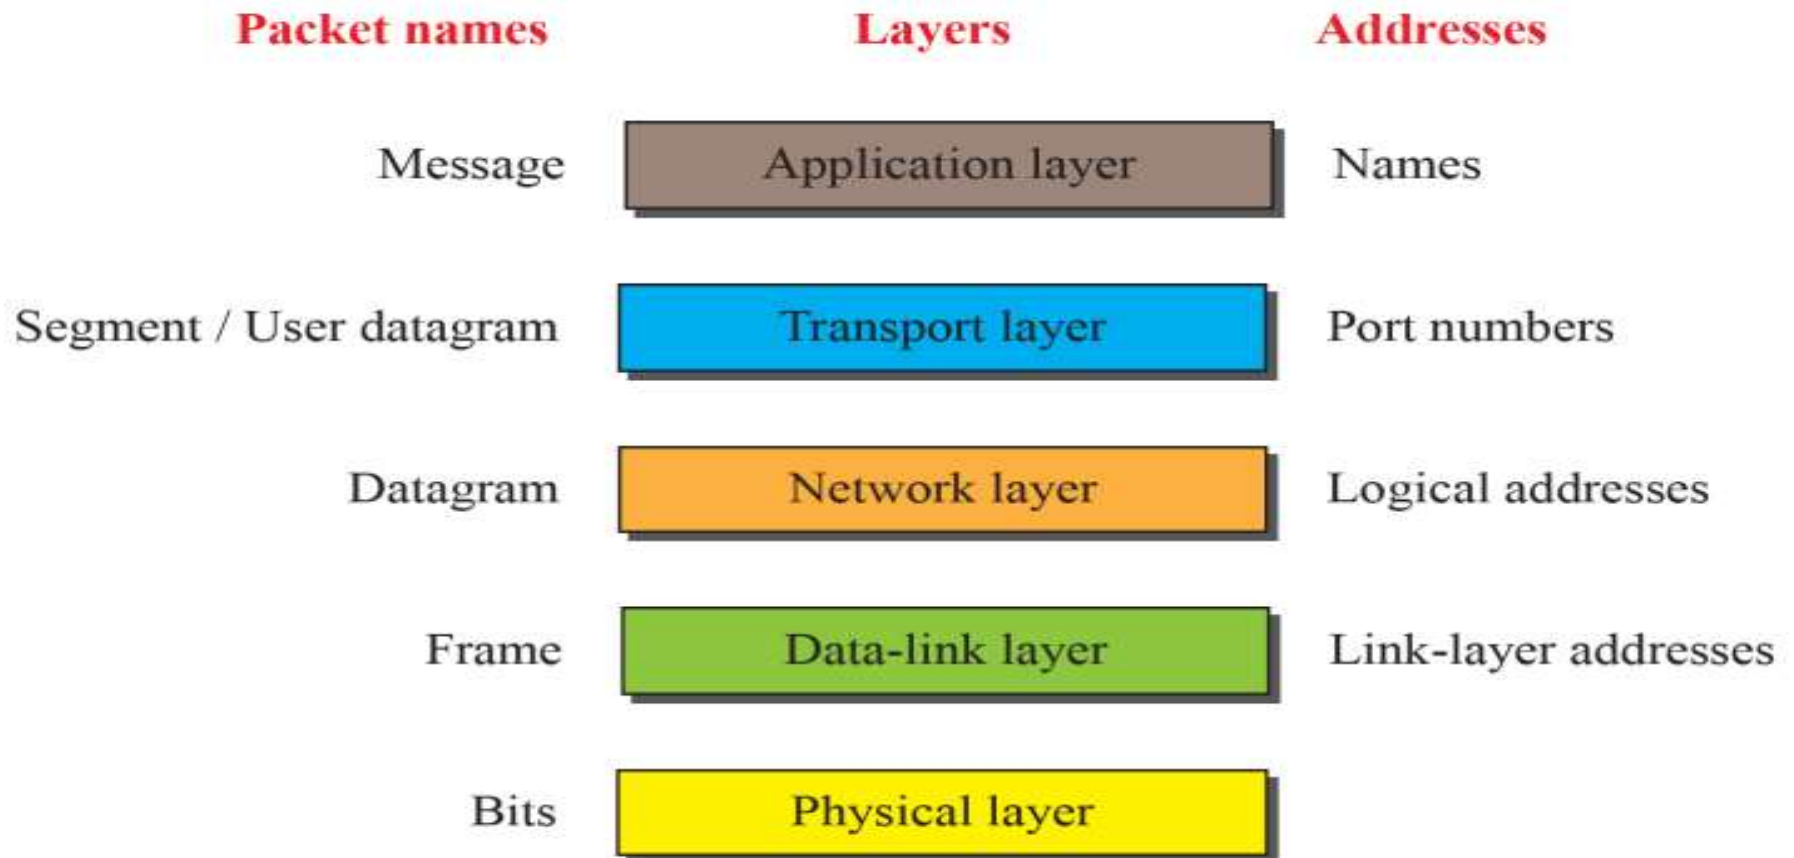 Packet names Layers Addresses
Message Application layer Names
Segment / User datagram Transport layer Port numbers
Datagram Network layer Logical addresses
Frame Data-link layer Link-layer addresses
Bits Physical layer